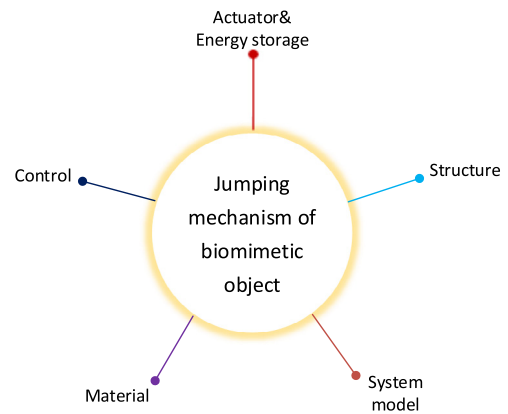 Actuator&
Energy storage
Control
Structure
Jumping
mechanism of
biomimetic
object
Material
System
model